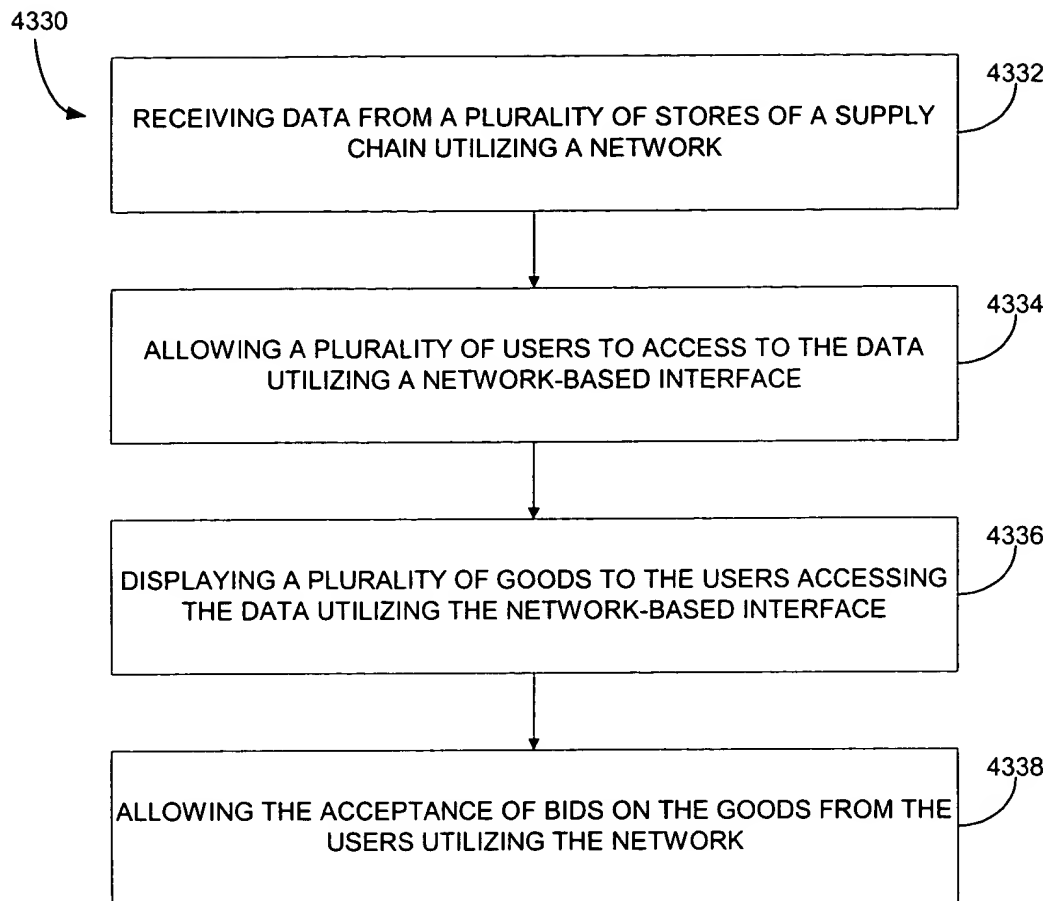 4330
4332
RECEIVING DATA FROM A PLURALITY OF STORES OF A SUPPLY
CHAIN UTILIZING A NETWORK
4334
ALLOWING A PLURALITY OF USERS TO ACCESS TO THE DATA
UTILIZING A NETWORK-BASED INTERFACE
4336
DISPLAYING A PLURALITY OF GOODS TO THE USERS ACCESSING
THE DATA UTILIZING THE NETWORK-BASED INTERFACE
4338
ALLOWING THE ACCEPTANCE OF BIDS ON THE GOODS FROM THE
USERS UTILIZING THE NETWORK